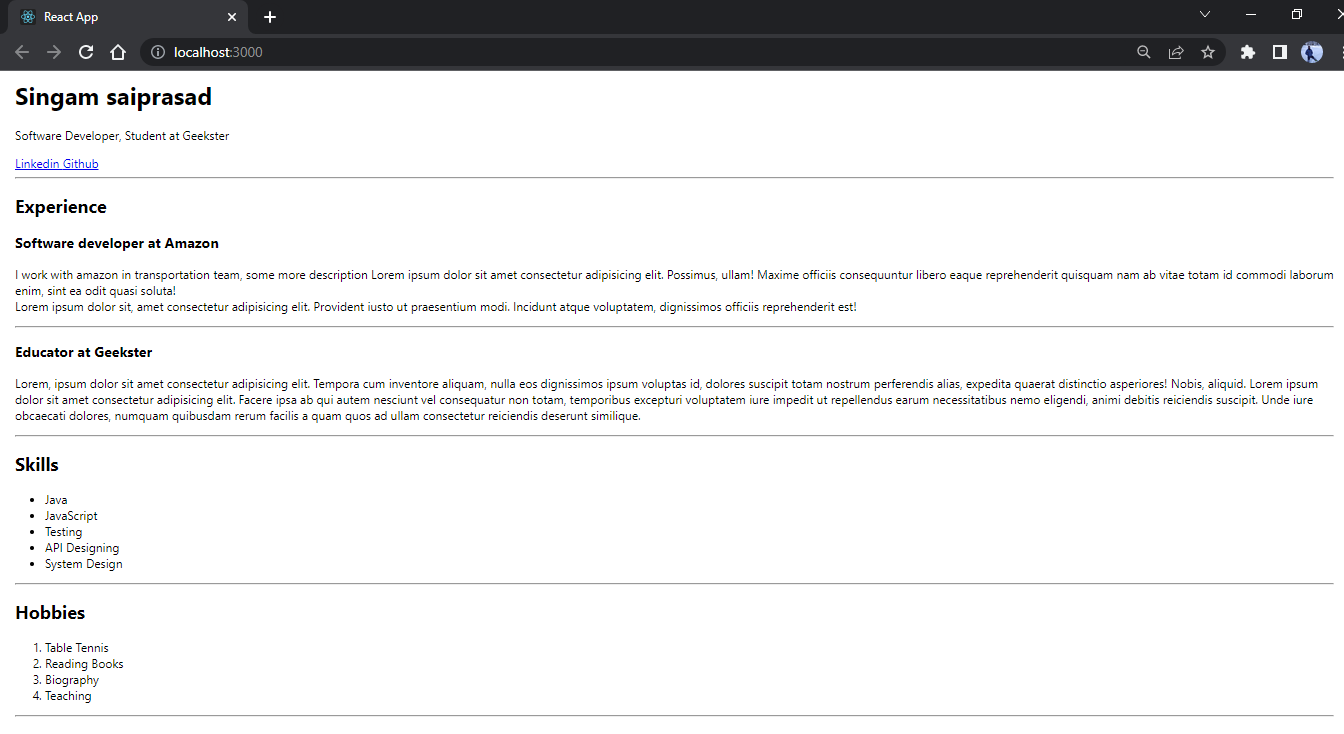 React App
localhost:3000
Singam saiprasad
Software Developer, Student at Geekster
Linkedin Github
Experience
Software developer at Amazon
I work with amazon in transportation team, some more description Lorem ipsum dolor sit amet consectetur adipisicing elit. Possimus, ullam! Maxime officiis consequuntur libero eaque reprehenderit quisquam nam ab vitae totam id commodi laborum
enim, sint ea odit quasi soluta!
Lorem ipsum dolor sit, amet consectetur adipisicing elit. Provident iusto ut praesentium modi. Incidunt atque voluptatem, dignissimos officiis reprehenderit est!
Educator at Geekster
Lorem, ipsum dolor sit amet consectetur adipisicing elit. Tempora cum inventore aliquam, nulla eos dignissimos ipsum voluptas id, dolores suscipit totam nostrum perferendis alias, expedita quaerat distinctio asperiores! Nobis, aliquid. Lorem ipsum
dolor sit amet consectetur adipisicing elit. Facere ipsa ab qui autem nesciunt vel consequatur non totam, temporibus excepturi voluptatem iure impedit ut repellendus earum necessitatibus nemo eligendi, animi debitis reiciendis suscipit. Unde iure
obcaecati dolores, numquam quibusdam rerum facilis a quam quos ad ullam consectetur reiciendis deserunt similique.
Skills
• Java
• JavaScript
• Testing
• API Designing
• System Design
Hobbies
1. Table Tennis
2. Reading Books
3. Biography
4. Teaching